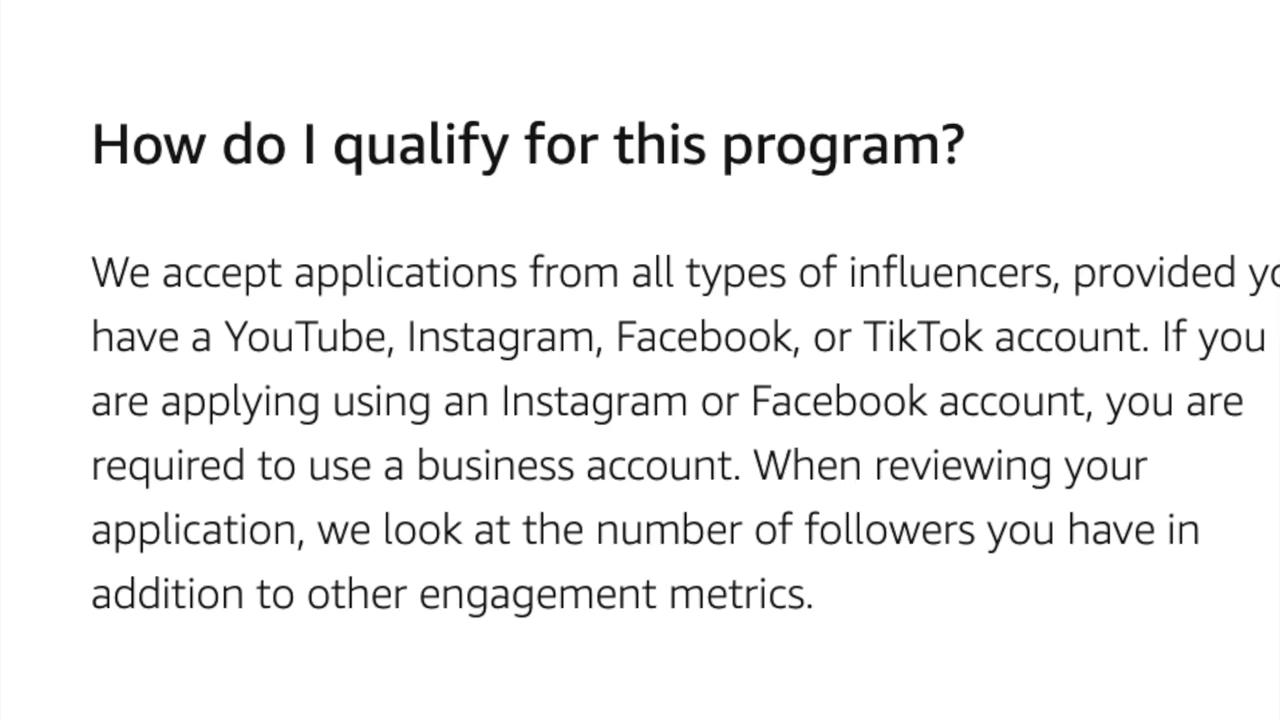 How do I qualify for this program?
We accept applications from all types of influencers, provided yo
have a YouTube, Instagram, Facebook, or TikTok account. If you
are applying using an Instagram or Facebook account, you are
required to use a business account. When reviewing your
application, we look at the number of followers you have in
addition to other engagement metrics.